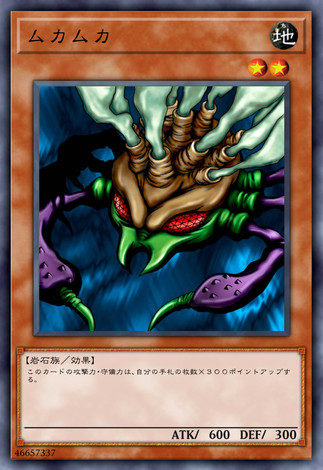 ムカムカ
地
【岩石族／効果】
このカードの攻撃力・守備力は、自分の手札の枚数×３００ポイントアップす
る。
ATK/ 600 DEF/ 300
46657337